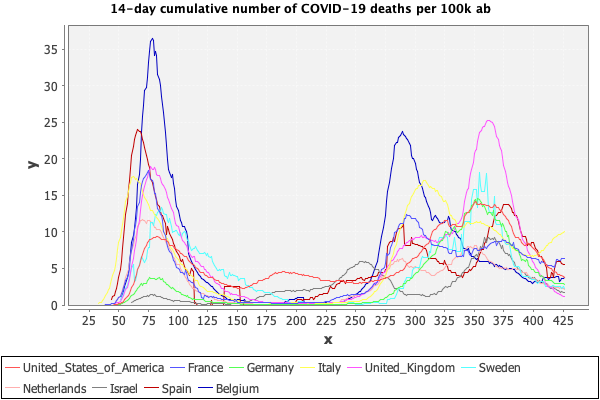 14-day cumulative number of COVID-19 deaths per 100k ab
35
30
25
20
15
10
5
0
y
25 50 75 100 125 150 175 200 225 250 275 300 325 350 375 400 425
x
United_States_of_America France Germany Italy United_Kingdom Sweden
Netherlands Israel Spain Belgium